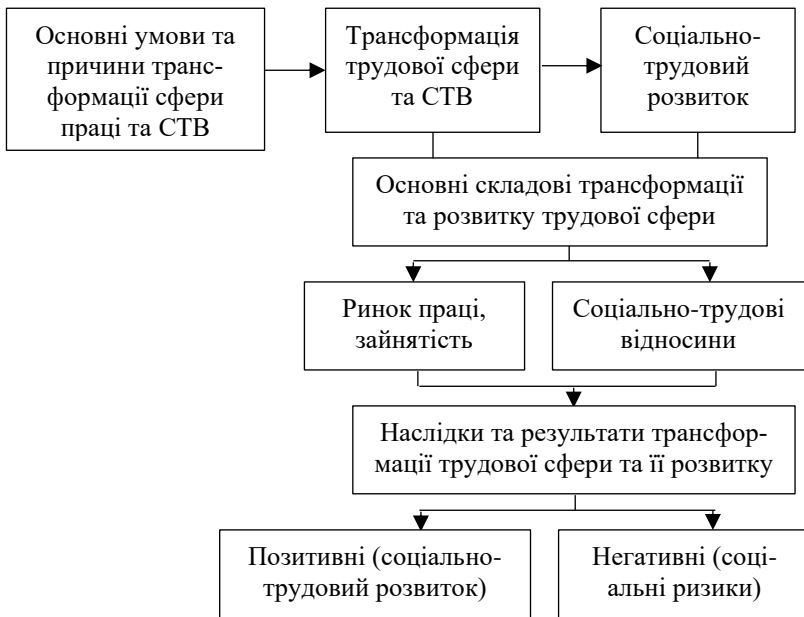 Основні умови та
причини транс-
формації сфери
праці та СТВ
Трансформація
трудової сфери
та СТВ
Соціально-
трудовий
розвиток
Основні складові трансформації
та розвитку трудової сфери
Ринок праці,
зайнятість
Соціально-трудові
відносини
Наслідки та результати трансфор-
мації трудової сфери та її розвитку
Позитивні (соціально-
трудовий розвиток)
Негативні (соці-
альні ризики)